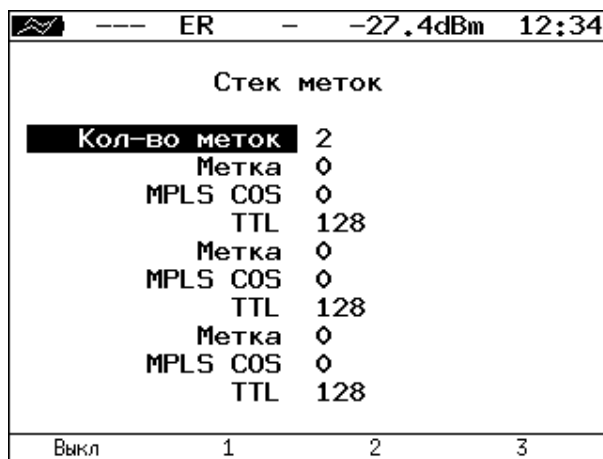 --- ER - -27.4dBm 12:34
Стек меток
Кол-во меток 2
Метка 0
MPLS COS 0
TTL 128
Метка 0
MPLS COS 0
TTL 128
Метка 0
MPLS COS 0
TTL 128
Выкл 1 2 3